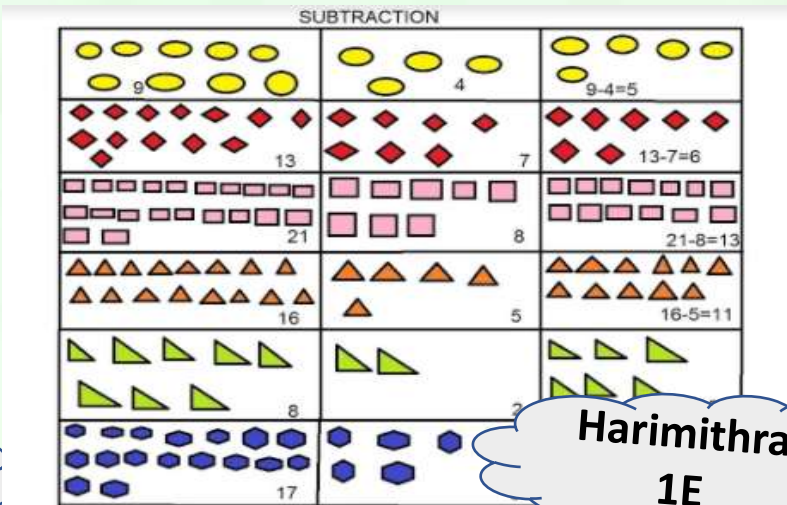 SUBTRACTION
9 4 9-4=5
13 7 13-7=6
21 8 21-8=13
16 5 16-5=11
8 2
17
Harimithra
1E